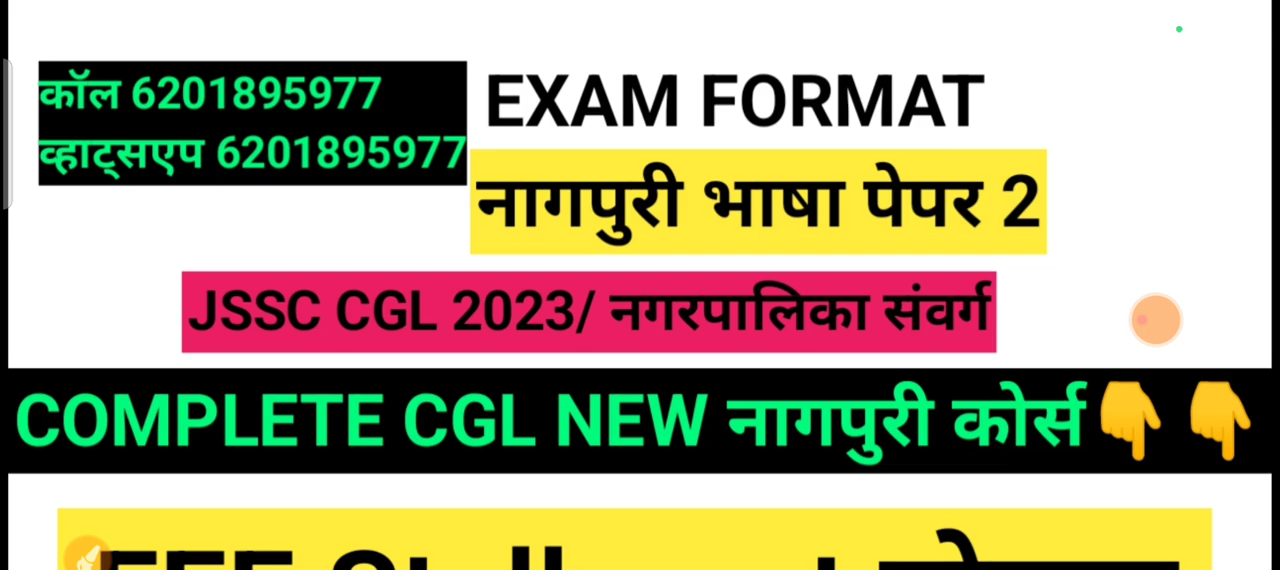 कॉल 6201895977
व्हाट्सएप 6201895977
EXAM FORMAT
नागपुरी भाषा पेपर 2
JSSC CGL 2023/ नगरपालिका संवर्ग
COMPLETE CGL NEW नागपुरी कोर्स👇👇